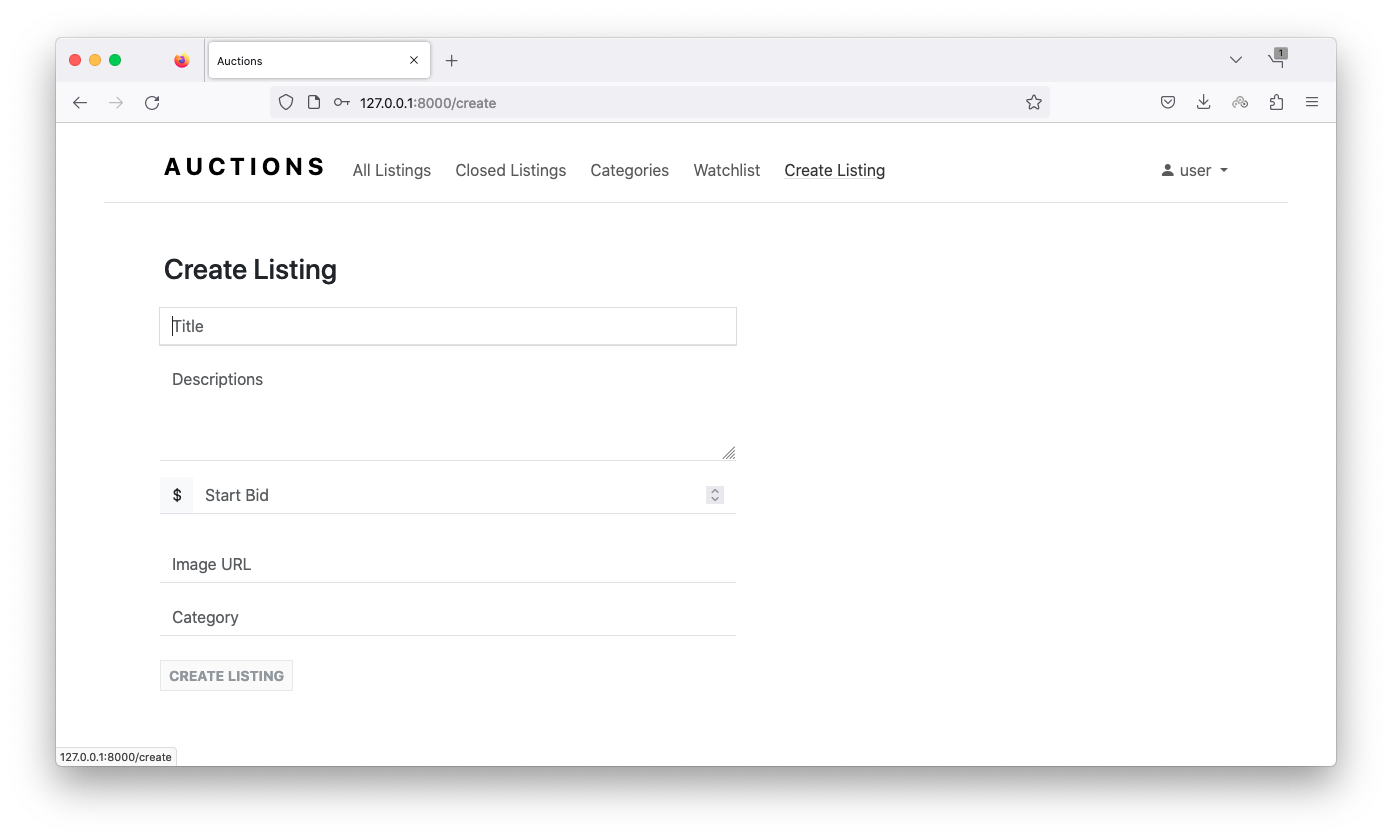 Auctions
1
127.0.0.1:8000/create
AUCTIONS All Listings Closed Listings Categories Watchlist Create Listing user
Create Listing
Title
Descriptions
$ Start Bid
Image URL
Category
CREATE LISTING
127.0.0.1:8000/create